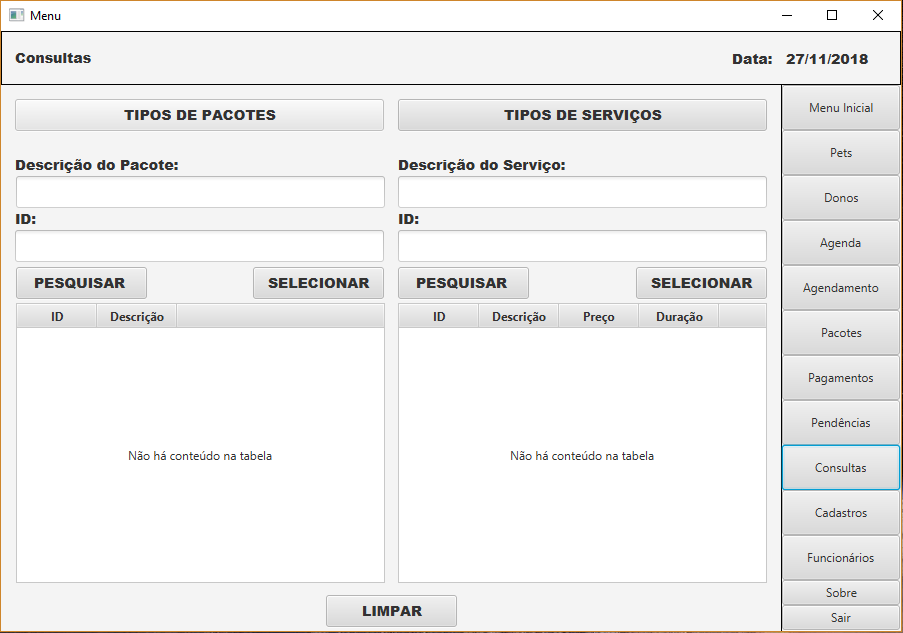 Menu
Consultas
Data: 27/11/2018
TIPOS DE PACOTES
TIPOS DE SERVIÇOS
Descrição do Pacote:
Descrição do Serviço:
ID:
ID:
PESQUISAR
SELECIONAR
PESQUISAR
SELECIONAR
ID Descrição
ID Descrição Preço Duração
Não há conteúdo na tabela
Não há conteúdo na tabela
LIMPAR
Menu Inicial
Pets
Donos
Agenda
Agendamento
Pacotes
Pagamentos
Pendências
Consultas
Cadastros
Funcionários
Sobre
Sair